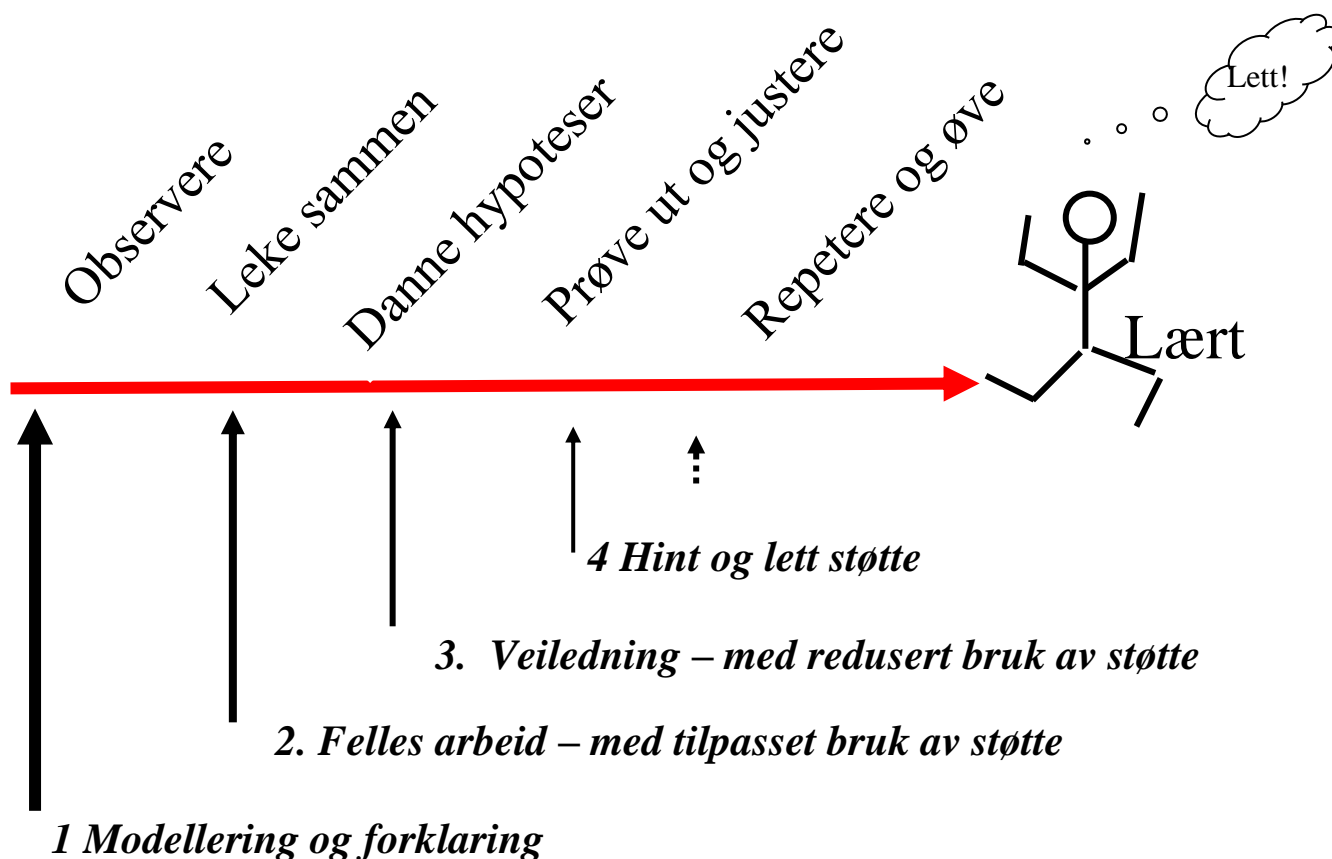 Observere
Leke sammen
Danne hypoteser
Prøve ut og justere
Repetere og øve
Lett!
Lært
4 Hint og lett støtte
3. Veiledning – med redusert bruk av støtte
2. Felles arbeid – med tilpasset bruk av støtte
1 Modellering og forklaring